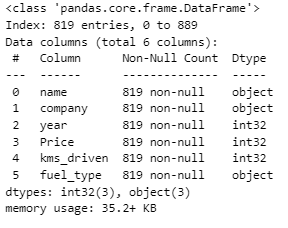 <class 'pandas.core.frame.DataFrame'>
Index: 819 entries, 0 to 889
Data columns (total 6 columns):
 #   Column      Non-Null Count  Dtype
---  ------      --------------  -----
 0   name        819 non-null    object
 1   company     819 non-null    object
 2   year        819 non-null    int32
 3   Price       819 non-null    int32
 4   kms_driven  819 non-null    int32
 5   fuel_type   819 non-null    object
dtypes: int32(3), object(3)
memory usage: 35.2+ KB